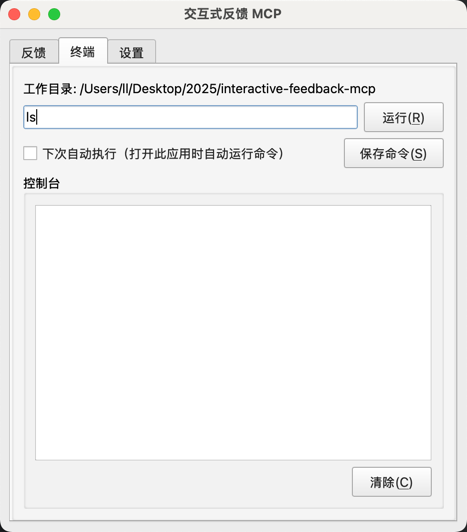 交互式反馈 MCP
反馈 终端 设置
工作目录: /Users/ll/Desktop/2025/interactive-feedback-mcp
ls 运行(R)
下次自动执行（打开此应用时自动运行命令） 保存命令(S)
控制台
清除(C)